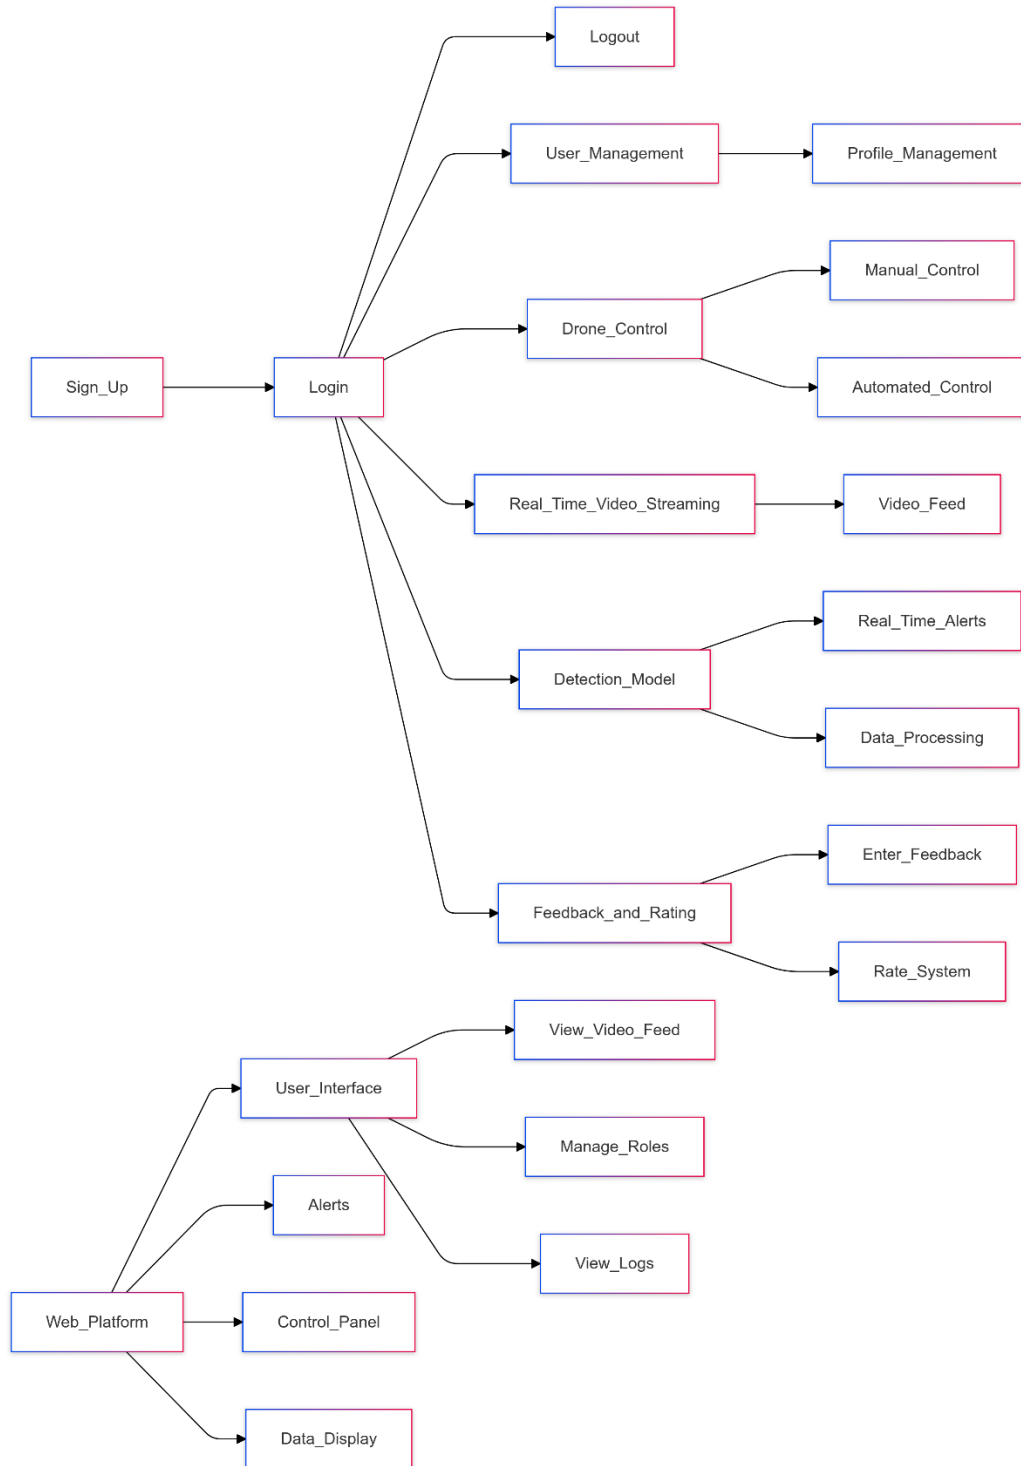 Logout
User_Management
Profile_Management
Manual_Control
Drone_Control
Sign_Up
Login
Automated_Control
Real_Time_Video_Streaming
Video_Feed
Real_Time_Alerts
Detection_Model
Data_Processing
Enter_Feedback
Feedback_and_Rating
Rate_System
View_Video_Feed
User_Interface
Manage_Roles
Alerts
View_Logs
Web_Platform
Control_Panel
Data_Display